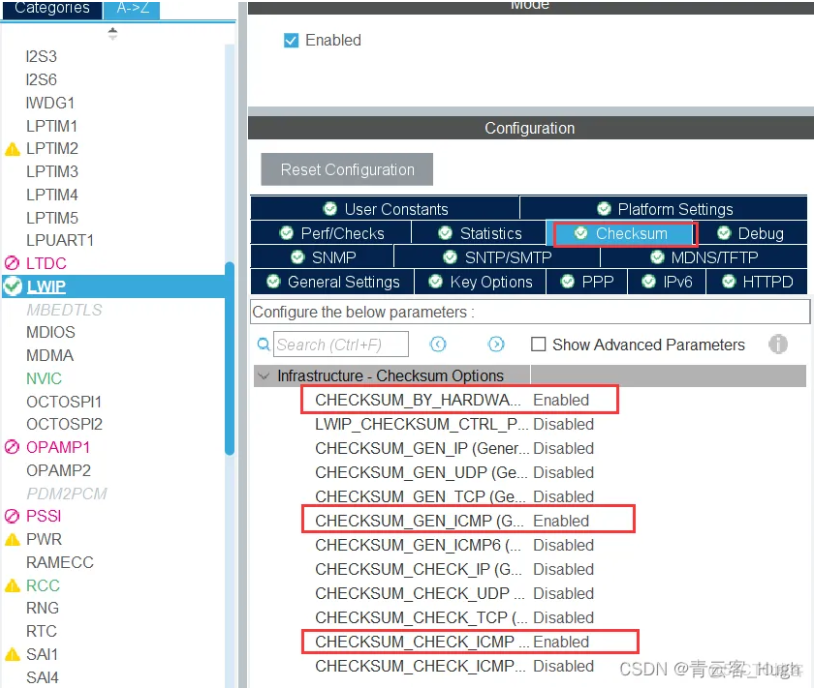 Categories A->Z
I2S3
I2S6
IWDG1
LPTIM1
LPTIM2
LPTIM3
LPTIM4
LPTIM5
LPUART1
LTDC
LWIP
MBEDTLS
MDIOS
MDMA
NVIC
OCTOSPI1
OCTOSPI2
OPAMP1
OPAMP2
PDM2PCM
PSSI
PWR
RAMECC
RCC
RNG
RTC
SAI1
SAI4
Mode
Enabled
Configuration
Reset Configuration
User Constants Platform Settings
Perf/Checks Statistics Checksum Debug
SNMP SNTP/SMTP MDNS/TFTP
General Settings Key Options PPP IPv6 HTTPD
Configure the below parameters :
Search (Ctrl+F) Show Advanced Parameters
Infrastructure - Checksum Options
CHECKSUM_BY_HARDWA... Enabled
LWIP_CHECKSUM_CTRL_P... Disabled
CHECKSUM_GEN_IP (Gener... Disabled
CHECKSUM_GEN_UDP (Ge... Disabled
CHECKSUM_GEN_TCP (Ge... Disabled
CHECKSUM_GEN_ICMP (G... Enabled
CHECKSUM_GEN_ICMP6 (... Disabled
CHECKSUM_CHECK_IP (G... Disabled
CHECKSUM_CHECK_UDP ... Disabled
CHECKSUM_CHECK_TCP (... Disabled
CHECKSUM_CHECK_ICMP ... Enabled
CHECKSUM_CHECK_ICMP... Disabled
CSDN @青云客_Hugh